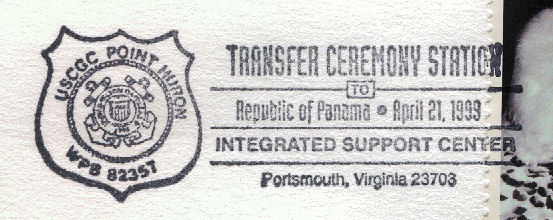 USCGC POINT HURON
WPB 82357
TRANSFER CEREMONY STATION
TO
Republic of Panama • April 21, 1999
INTEGRATED SUPPORT CENTER
Portsmouth, Virginia 23703